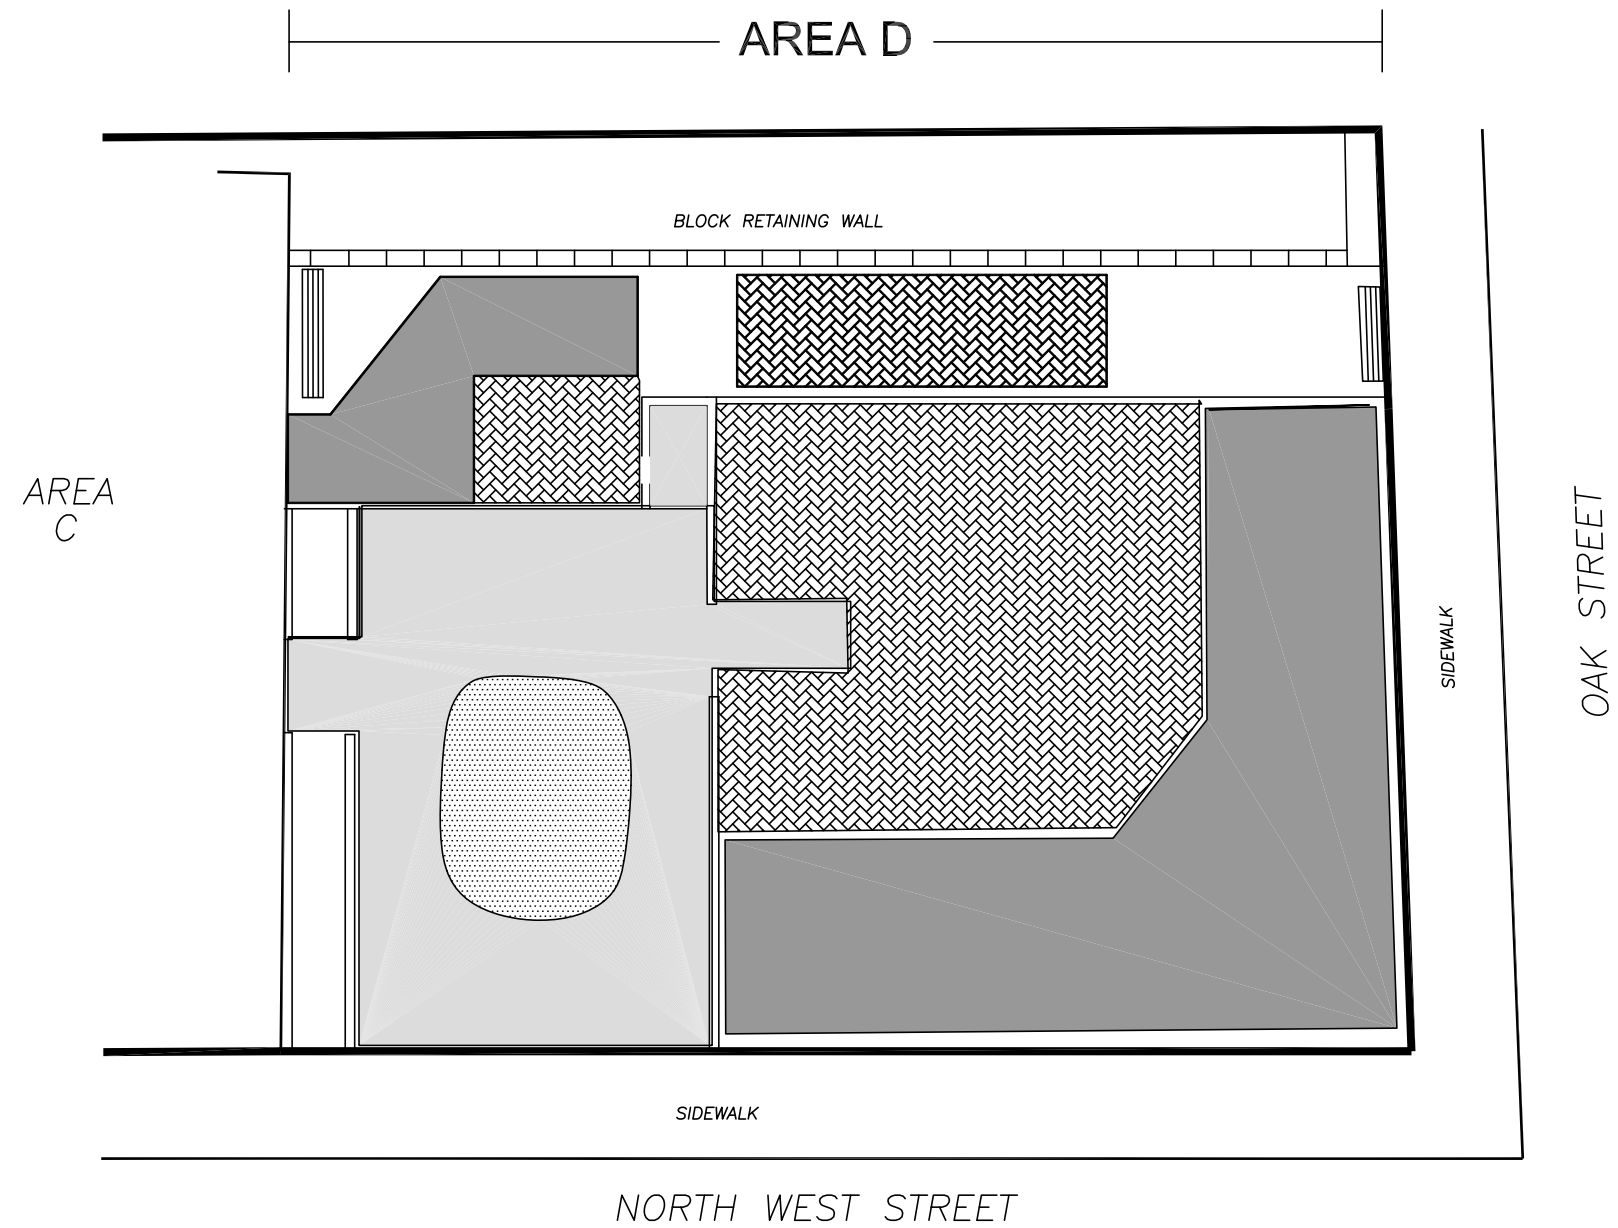 AREA D
BLOCK RETAINING WALL
AREA
C
OAK STREET
SIDEWALK
SIDEWALK
NORTH WEST STREET